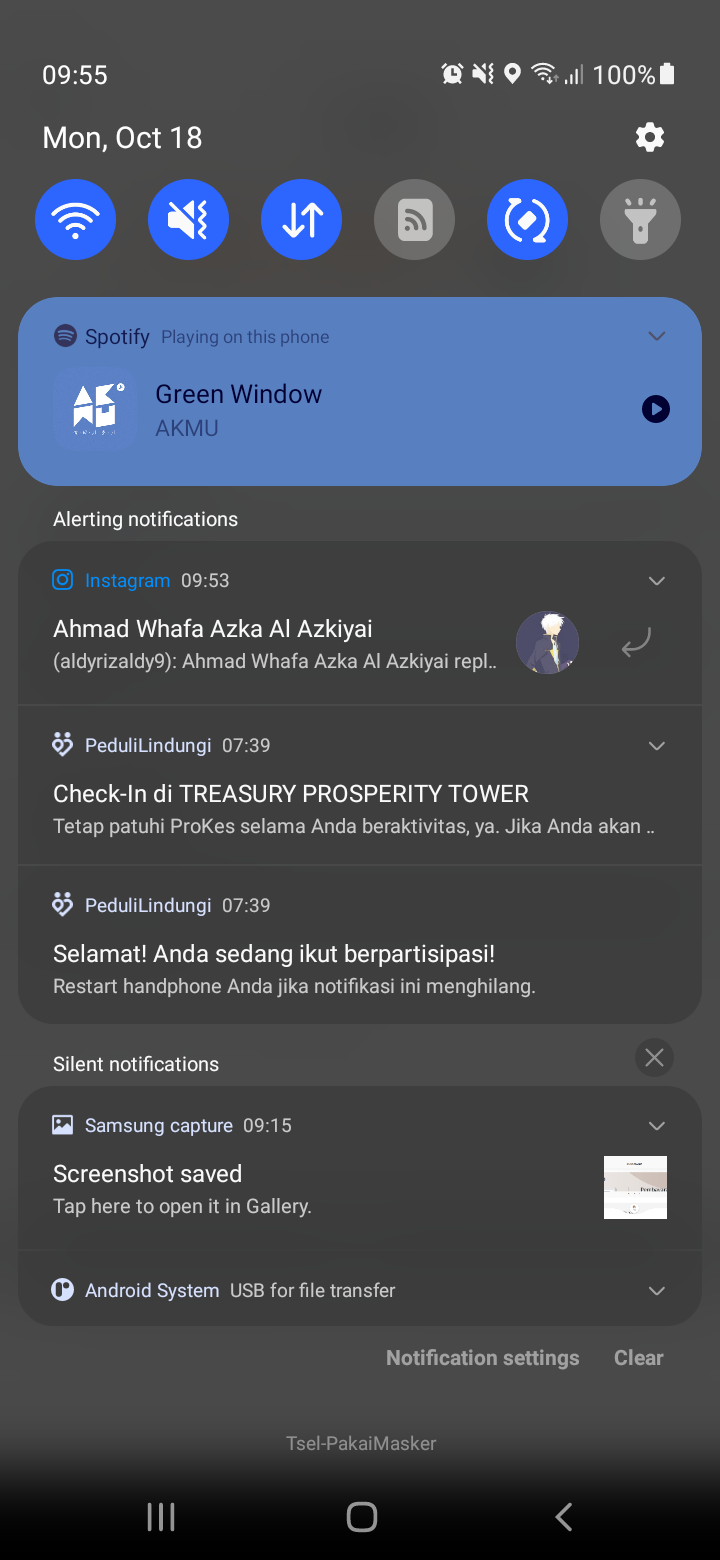 09:55
100%
Mon, Oct 18
Spotify Playing on this phone
Green Window
AKMU
Alerting notifications
Instagram 09:53
Ahmad Whafa Azka Al Azkiyai
(aldyrizaldy9): Ahmad Whafa Azka Al Azkiyai repl..
PeduliLindungi 07:39
Check-In di TREASURY PROSPERITY TOWER
Tetap patuhi ProKes selama Anda beraktivitas, ya. Jika Anda akan ..
PeduliLindungi 07:39
Selamat! Anda sedang ikut berpartisipasi!
Restart handphone Anda jika notifikasi ini menghilang.
Silent notifications
Samsung capture 09:15
Screenshot saved
Tap here to open it in Gallery.
Android System USB for file transfer
Notification settings Clear
Tsel-PakaiMasker